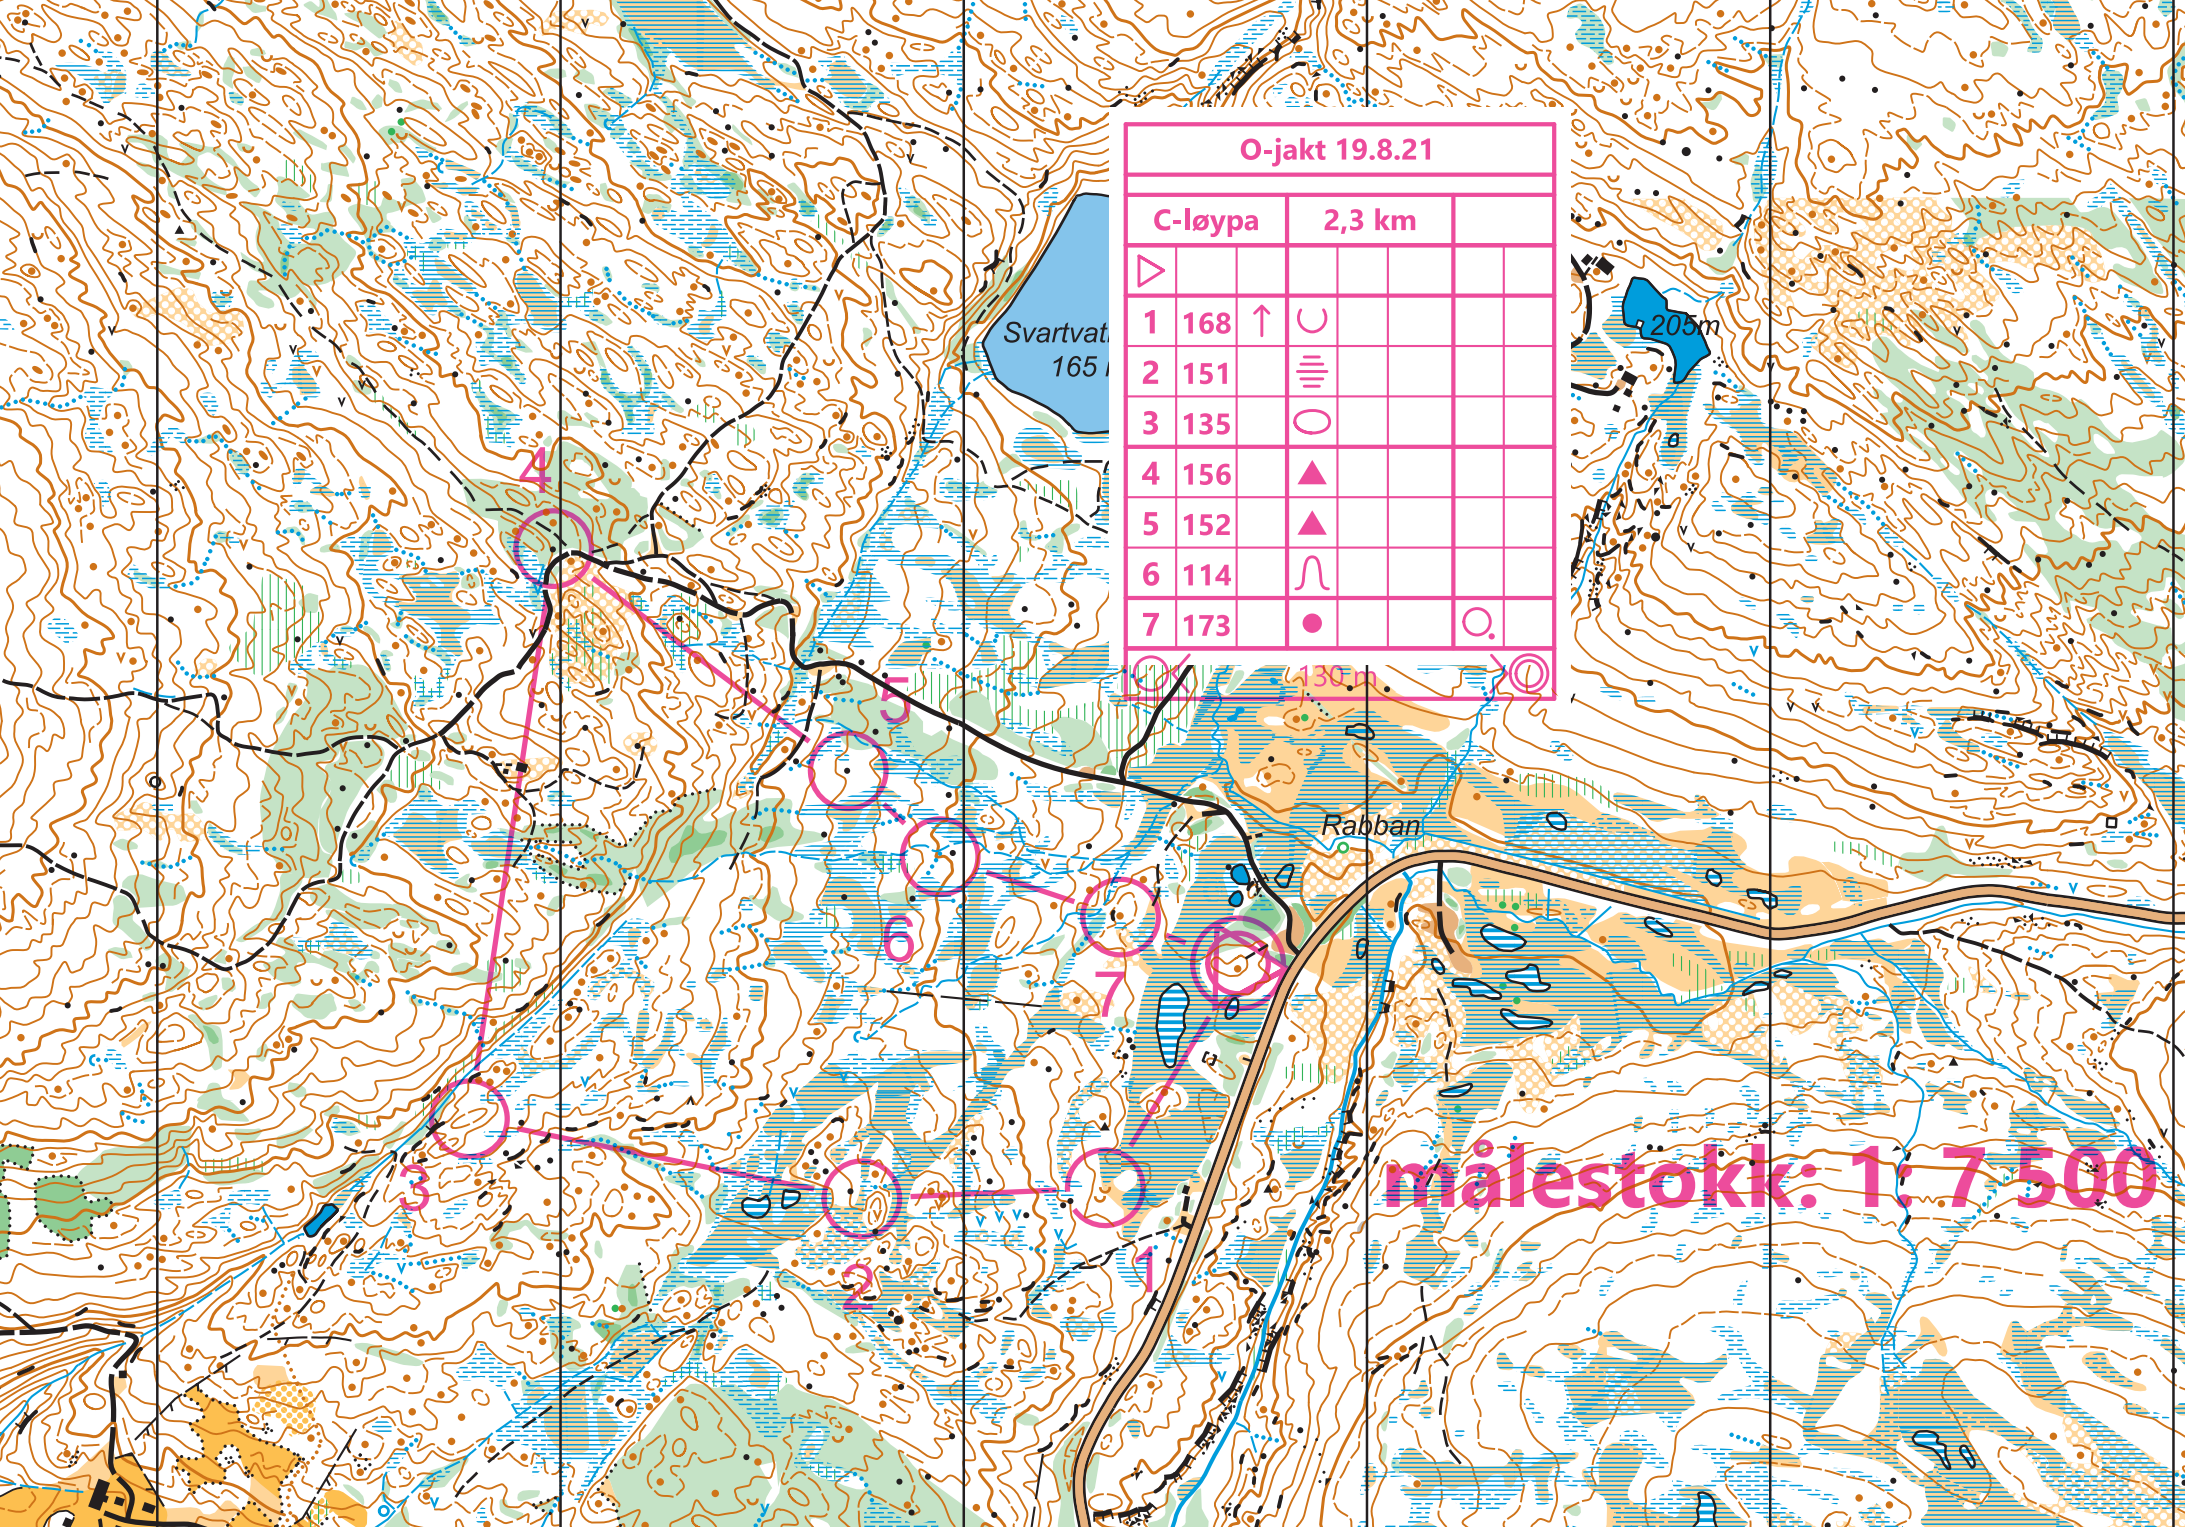 O-jakt 19.8.21
C-løypa 2,3 km
1 168
2 151
3 135
4 156
5 152
6 114
7 173
130 m
Svartvat
165
205m
4
5
Rabban
6
7
målestokk: 1: 7 500
3
1
2